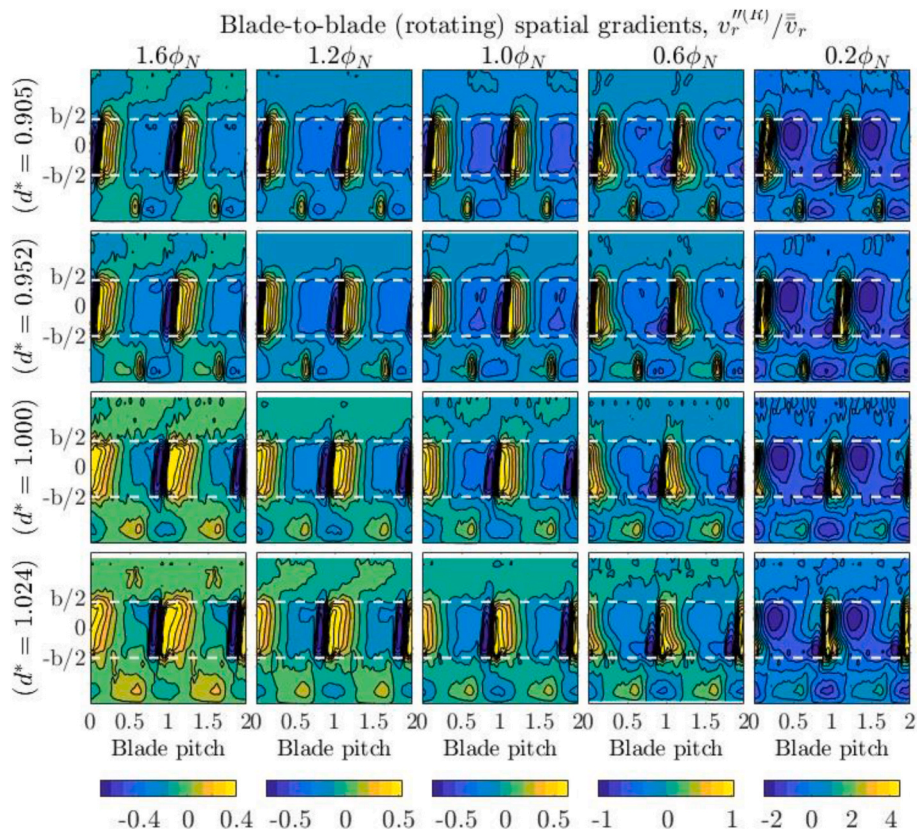 Blade-to-blade (rotating) spatial gradients, v_r''^(R)/v̿_r
1.6ϕ_N 1.2ϕ_N 1.0ϕ_N 0.6ϕ_N 0.2ϕ_N
(d* = 0.905)
b/2
0
-b/2
(d* = 0.952)
b/2
0
-b/2
(d* = 1.000)
b/2
0
-b/2
((d* = 1.024)
b/2
0
-b/2
0 0.5 1 1.5 20 0.5 1 1.5 20 0.5 1 1.5 20 0.5 1 1.5 20 0.5 1 1.5 2
Blade pitch Blade pitch Blade pitch Blade pitch Blade pitch
-0.4 0 0.4 -0.5 0 0.5 -0.5 0 0.5 -1 0 1 -2 0 2 4